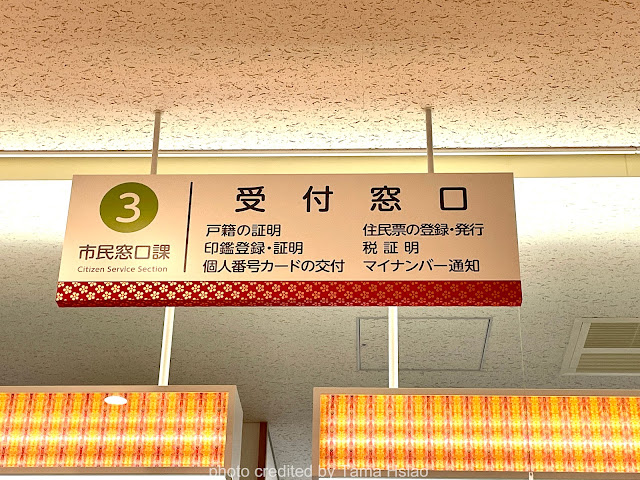 3
市民窓口課
Citizen Service Section
受付窓口
戸籍の証明
印鑑登録・証明
個人番号カードの交付
住民票の登録・発行
税証明
マイナンバー通知
photo credited by Tama Hsiao